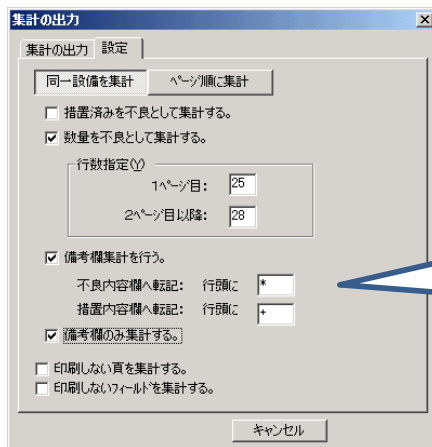 集計の出力
集計の出力 設定
同一設備を集計 ページ順に集計
措置済みを不良として集計する。
数量を不良として集計する。
行数指定(Y)
1ページ目： 25
2ページ目以降： 28
備考欄集計を行う。
不良内容欄へ転記： 行頭に *
措置内容欄へ転記： 行頭に +
備考欄のみ集計する。
印刷しない頁を集計する。
印刷しないフィールドを集計する。
キャンセル